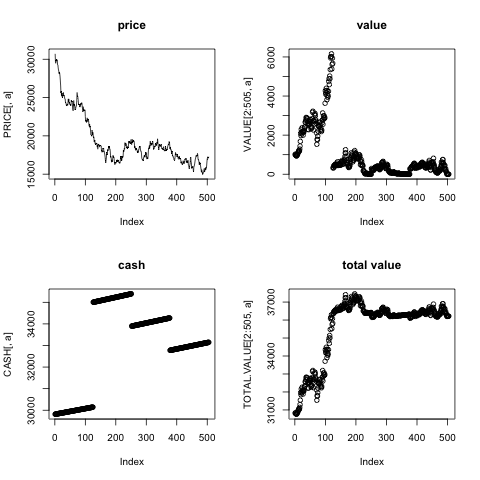 price
PRICE[, a]
30000
25000
20000
15000
0 100 200 300 400 500
Index
value
VALUE[2:505, a]
6000
4000
2000
0
0 100 200 300 400 500
Index
cash
CASH[, a]
34000
32000
30000
0 100 200 300 400 500
Index
total value
TOTAL.VALUE[2:505, a]
37000
34000
31000
0 100 200 300 400 500
Index